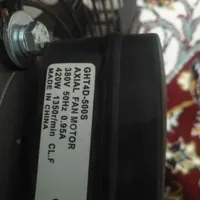 GHT4D-500S
AXIAL FAN MOTOR
380V 50Hz 0.95A
420W 1350r/min CL.F
MADE IN CHINA